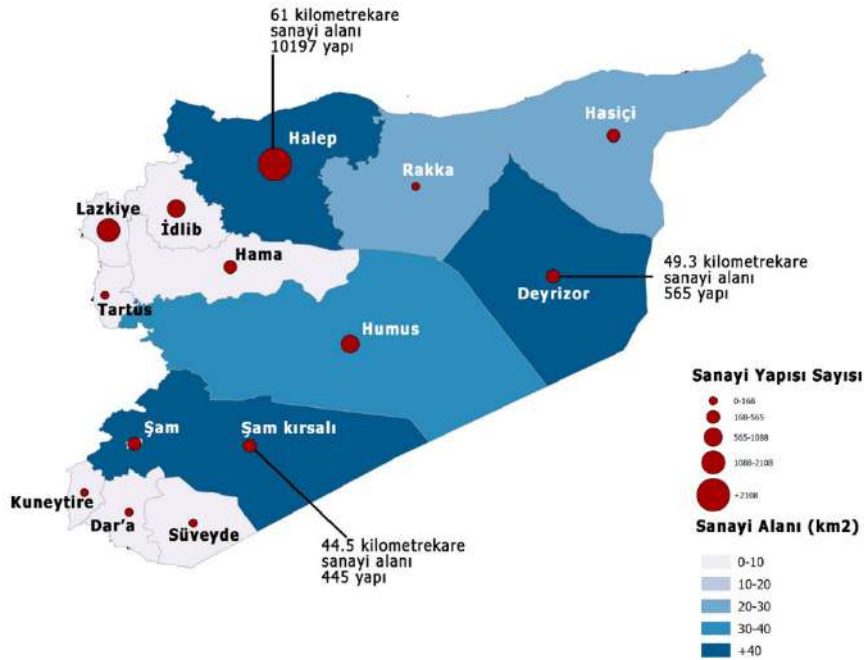 61 kilometrekare
sanayi alanı
10197 yapı
Halep
Hasiçi
Rakka
Lazkiye
İdlib
Hama
Tartus
49.3 kilometrekare
sanayi alanı
565 yapı
Deyrizor
Humus
Şam
Şam kırsalı
Kuneytire
Dar'a
Süveyde
44.5 kilometrekare
sanayi alanı
445 yapı
Sanayi Yapısı Sayısı
0-166
168-565
565-1088
1088-2108
+2108
Sanayi Alanı (km2)
0-10
10-20
20-30
30-40
+40